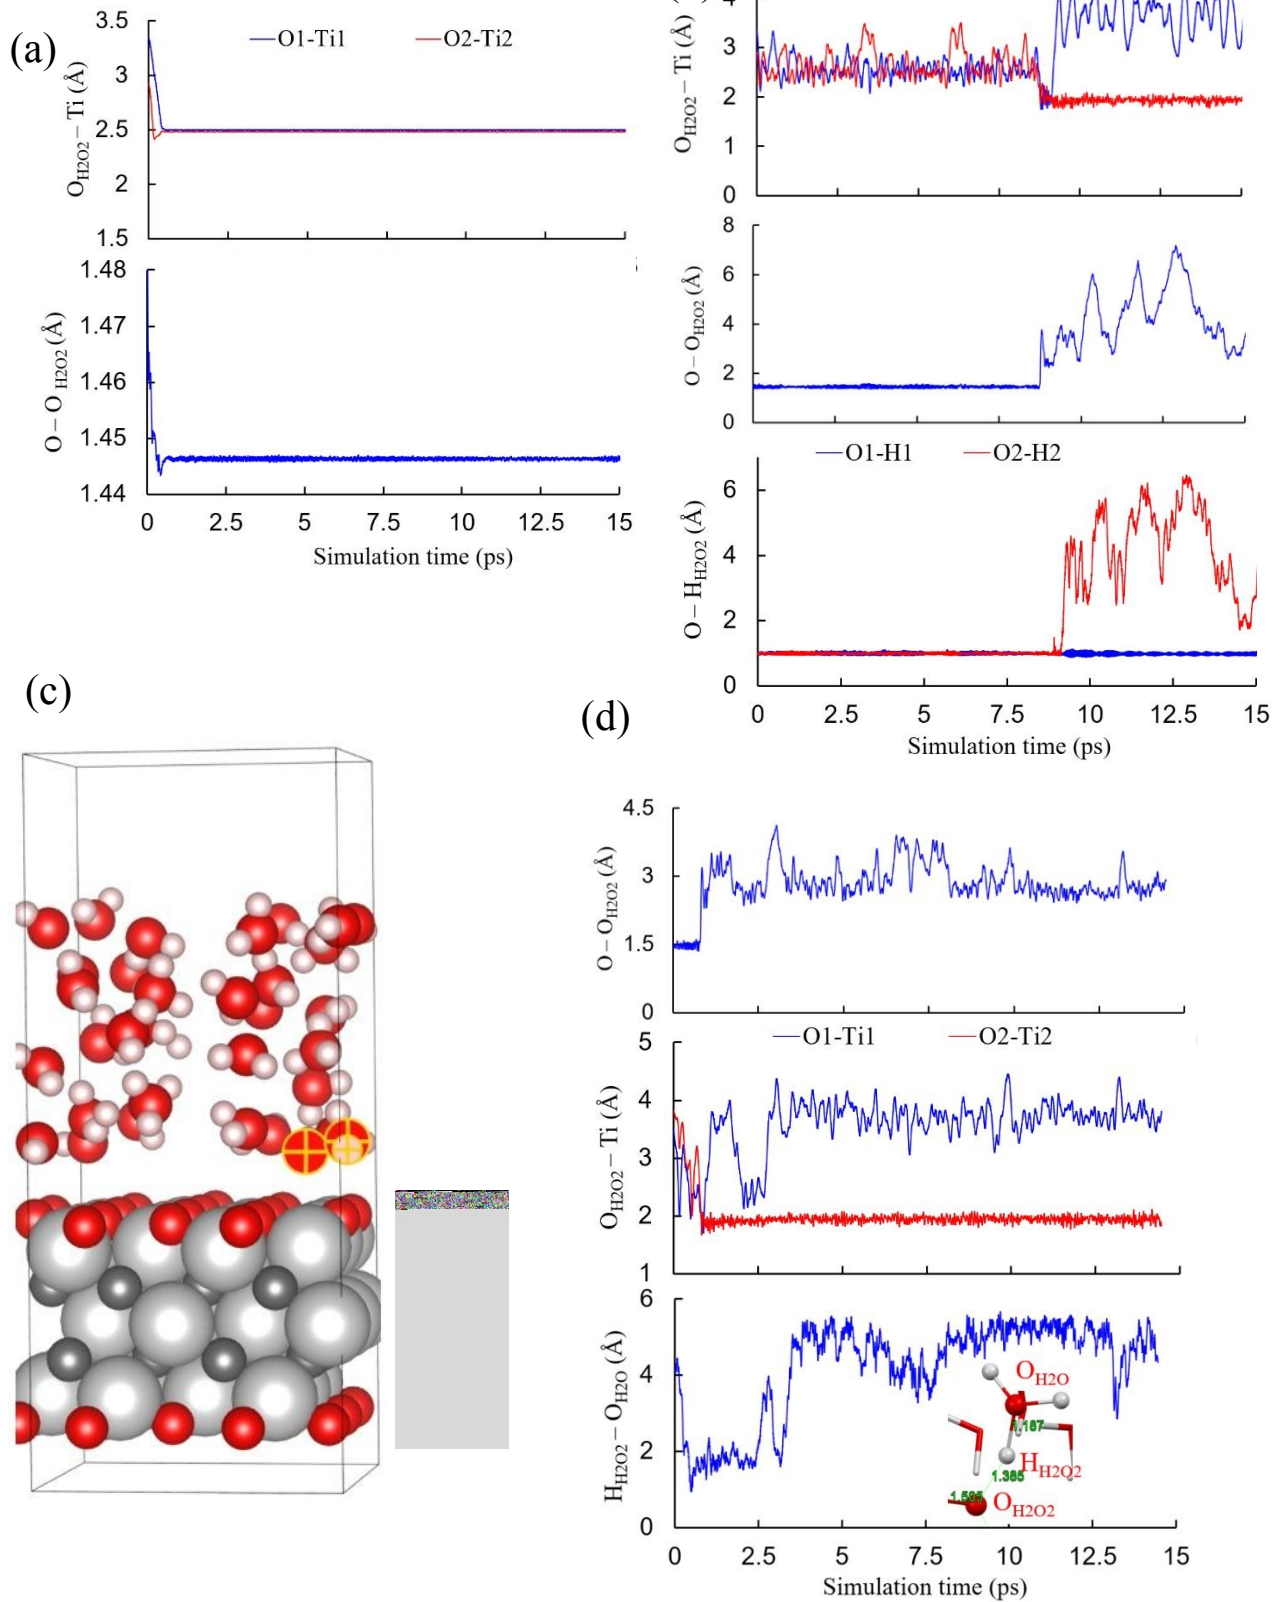 (a)
O1-Ti1 O2-Ti2
O_H2O2 – Ti (Å)
3.5
3
2.5
2
1.5
O – O_H2O2 (Å)
1.48
1.47
1.46
1.45
1.44
0 2.5 5 7.5 10 12.5 15
Simulation time (ps)
O_H2O2 – Ti (Å)
4
3
2
1
0
O – O_H2O2 (Å)
8
6
4
2
0
O1-H1 O2-H2
O – H_H2O2 (Å)
6
4
2
0
0 2.5 5 7.5 10 12.5 15
Simulation time (ps)
(c)
(d)
O – O_H2O2 (Å)
4.5
3
1.5
0
O1-Ti1 O2-Ti2
O_H2O2 – Ti (Å)
5
4
3
2
1
H_H2O2 – O_H2O (Å)
6
4
2
0
O_H2O
1.187
H_H2O2
1.385
O_H2O2
0 2.5 5 7.5 10 12.5 15
Simulation time (ps)